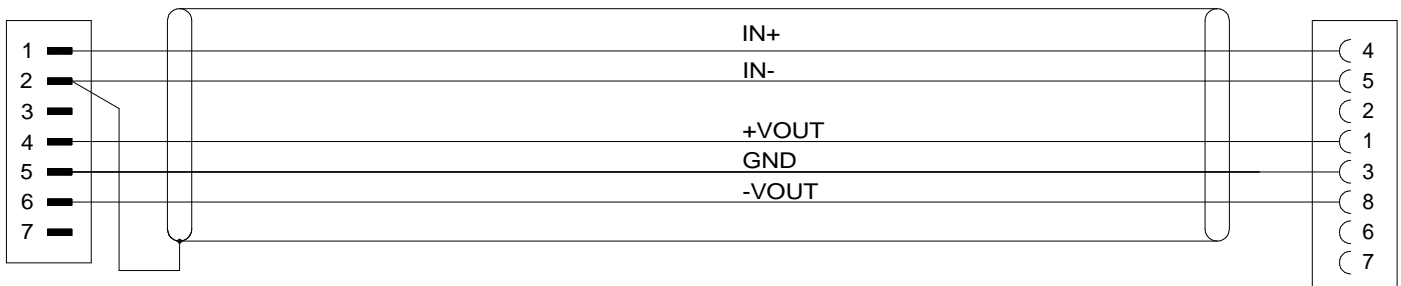 1 IN+ 4
2 IN- 5
3 2
4 +VOUT 1
5 GND 3
6 -VOUT 8
7 6
7